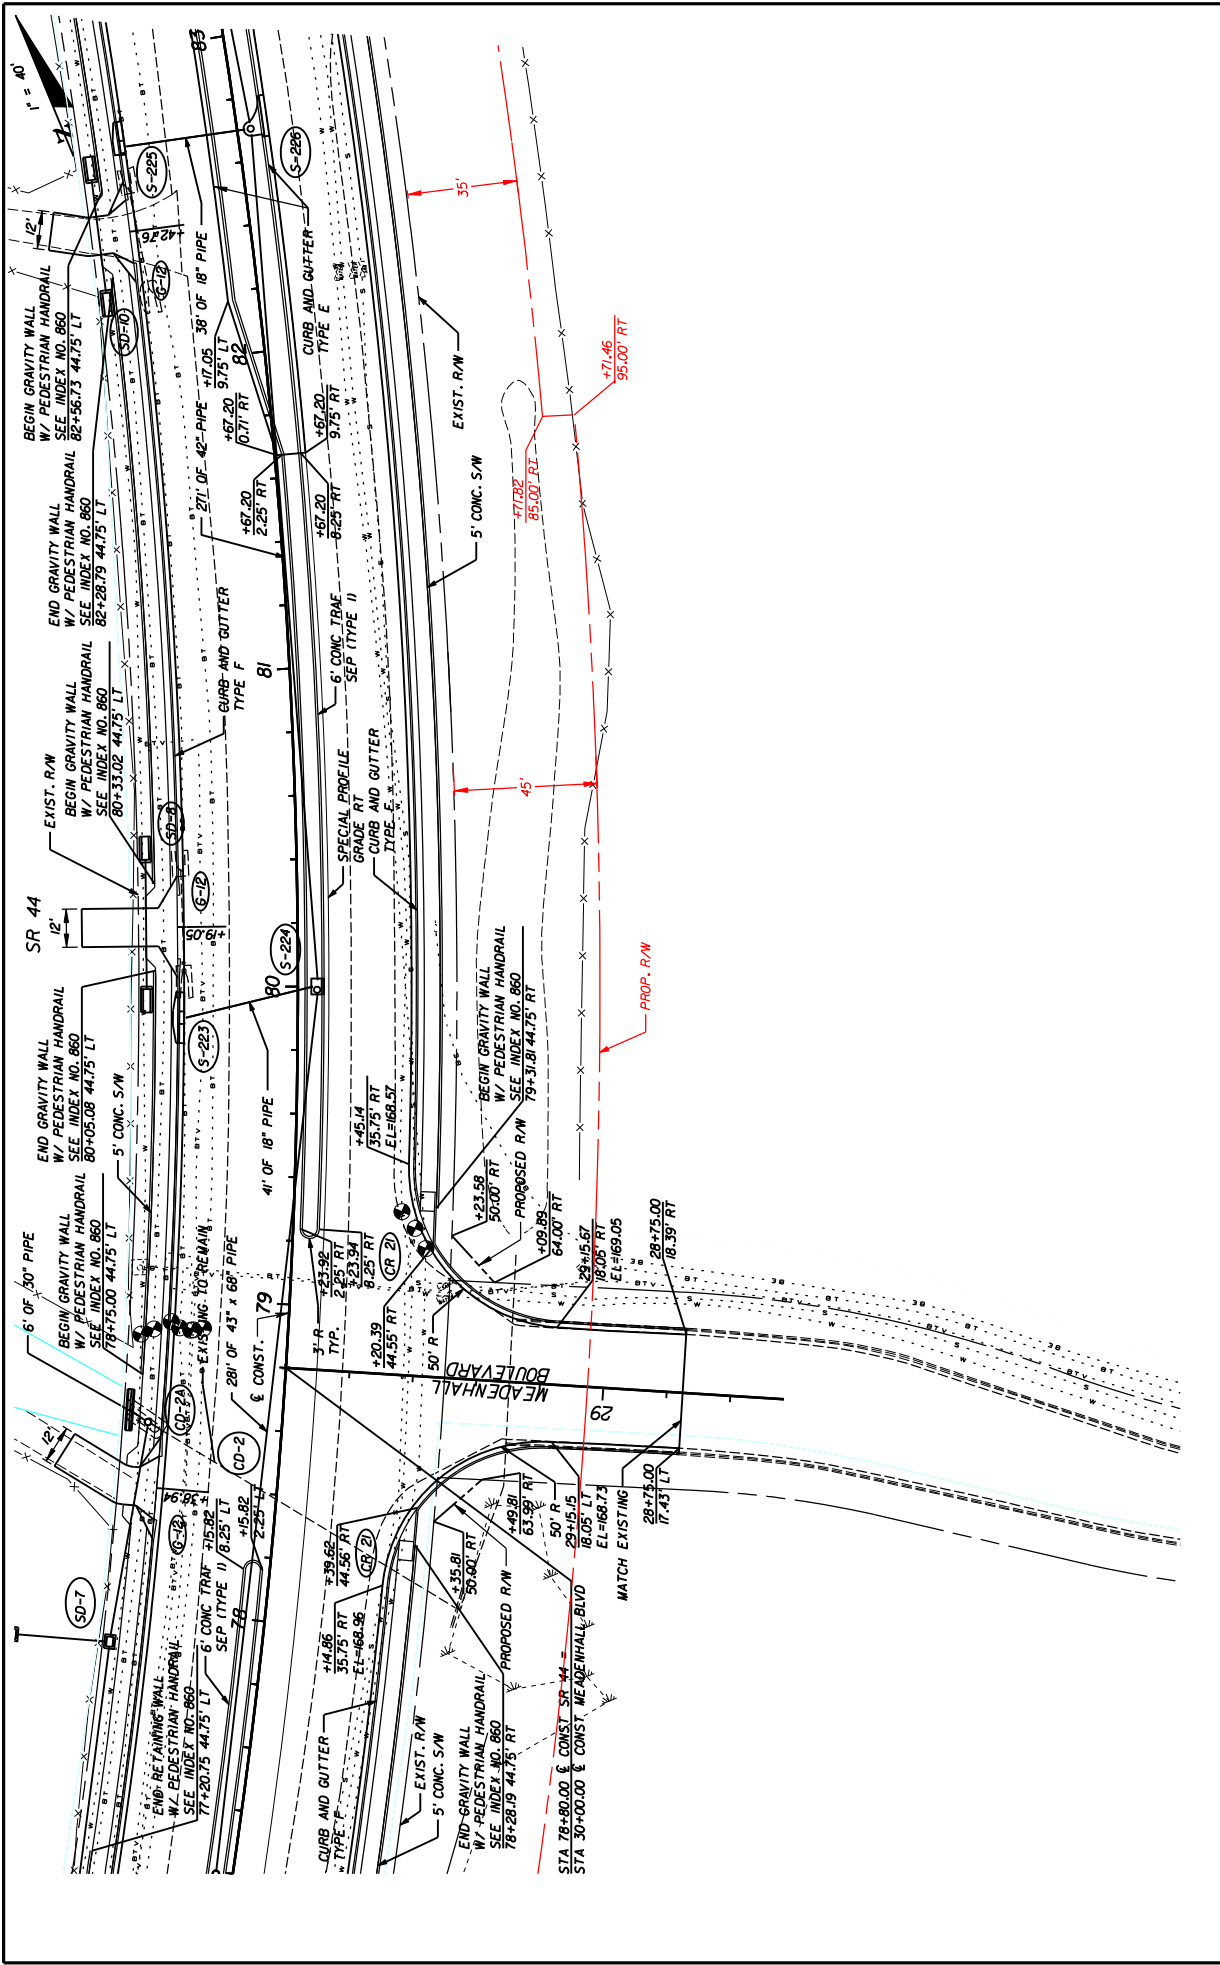 1" = 40'
N
SR 44
12'
12'
12'
BEGIN GRAVITY WALL
W/ PEDESTRIAN HANDRAIL
SEE INDEX NO. 860
82+56.73 44.75' LT
END GRAVITY WALL
W/ PEDESTRIAN HANDRAIL
SEE INDEX NO. 860
82+28.79 44.75' LT
BEGIN GRAVITY WALL
W/ PEDESTRIAN HANDRAIL
SEE INDEX NO. 860
80+33.02 44.75' LT
EXIST. R/W
END GRAVITY WALL
W/ PEDESTRIAN HANDRAIL
SEE INDEX NO. 860
80+05.08 44.75' LT
5' CONC. S/W
BEGIN GRAVITY WALL
W/ PEDESTRIAN HANDRAIL
SEE INDEX NO. 860
78+75.00 44.75' LT
6' OF 30" PIPE
END RETAINING WALL
W/ PEDESTRIAN HANDRAIL
SEE INDEX NO. 860
77+20.75 44.75' LT
6' CONC TRAF
SEP (TYPE I)
SD-7
G-12
CD-2A
CD-2
S-223
S-224
G-12
SD-8
SD-10
G-12
S-225
S-226
+42.76
+19.05
+38.94
EXISTING TO REMAIN
281' OF 43" x 68" PIPE
℄ CONST.
41' OF 18" PIPE
CURB AND GUTTER
TYPE F
271' OF 42" PIPE
38' OF 18" PIPE
CURB AND GUTTER
TYPE E
78
79
80
81
82
83
+15.82
8.25' LT
+15.82
2.25' LT
+17.05
9.75' LT
+67.20
0.71' RT
+67.20
9.75' RT
+67.20
2.25' RT
+67.20
8.25' RT
6' CONC TRAF
SEP (TYPE I)
SPECIAL PROFILE
GRADE RT
CURB AND GUTTER
TYPE F
3' R
TYP.
+23.92
2.25' RT
+23.94
8.25' RT
CR 21
+20.39
44.55' RT
50' R
+45.14
35.75' RT
EL=168.57
BEGIN GRAVITY WALL
W/ PEDESTRIAN HANDRAIL
SEE INDEX NO. 860
79+31.81 44.75' RT
+23.58
50.00' RT
PROPOSED R/W
+09.89
64.00' RT
29+15.67
18.05' RT
EL=169.05
28+75.00
18.39' RT
MEADENHALL
BOULEVARD
29
+39.62
44.56' RT
CR 21
+14.86
35.75' RT
EL=168.96
CURB AND GUTTER
TYPE F
EXIST. R/W
5' CONC. S/W
END GRAVITY WALL
W/ PEDESTRIAN HANDRAIL
SEE INDEX NO. 860
78+28.19 44.75' RT
PROPOSED R/W
+35.81
50.00' RT
+49.81
63.99' RT
50' R
29+15.15
18.05' LT
EL=168.73
MATCH EXISTING
28+75.00
17.43' LT
STA 78+80.00 ℄ CONST SR 44 =
STA 30+00.00 ℄ CONST MEADENHALL BLVD
EXIST. R/W
5' CONC. S/W
35'
45'
+71.46
95.00' RT
+71.82
85.00' RT
PROP. R/W